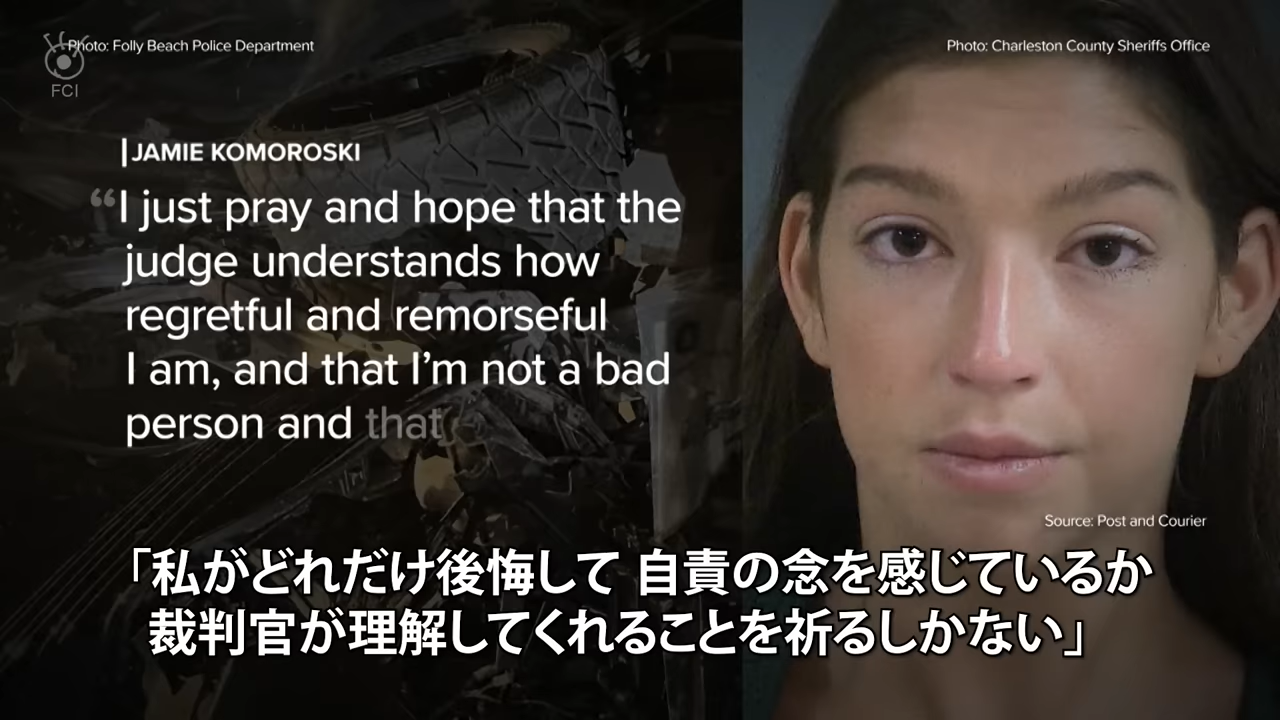 Photo: Folly Beach Police Department
Photo: Charleston County Sheriffs Office
FCI
JAMIE KOMOROSKI
“I just pray and hope that the
judge understands how
regretful and remorseful
I am, and that I’m not a bad
person and that
Source: Post and Courier
「私がどれだけ後悔して 自責の念を感じているか
裁判官が理解してくれることを祈るしかない」